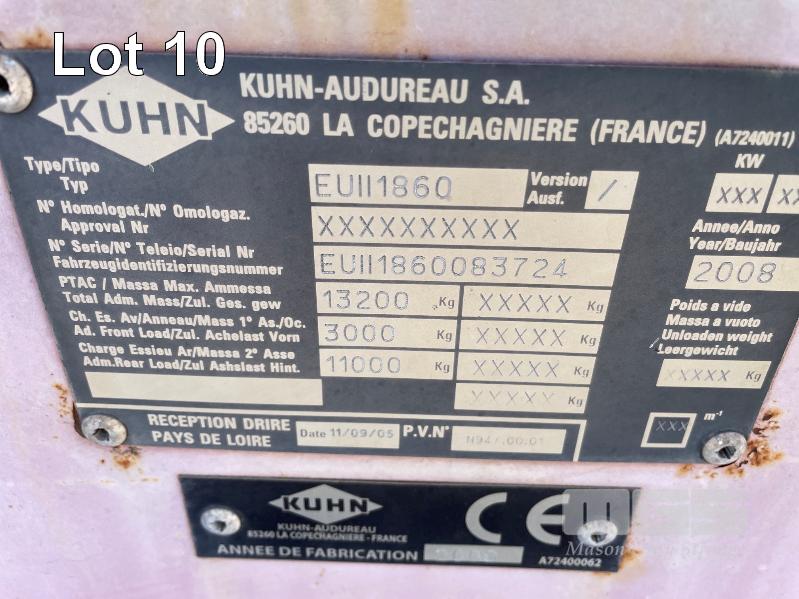 Lot 10
KUHN
KUHN-AUDUREAU S.A.
85260 LA COPECHAGNIERE (FRANCE) (A7240011)
KW
Type/Tipo
Typ
EUII1860
Version
Ausf.
/
XXX
XX
N° Homologat./N° Omologaz.
Approval Nr
XXXXXXXXXX
Annee/Anno
Year/Baujahr
N° Serie/N° Teleio/Serial Nr
Fahrzeugidentifizierungsnummer
EUII1860083724
2008
PTAC / Massa Max. Ammessa
Total Adm. Mass/Zul. Ges. gew
13200 Kg
XXXXX Kg
Poids a vide
Massa a vuoto
Unloaden weight
Leergewicht
Ch. Es. Av/Anneau/Mass 1° As./Oc.
Ad. Front Load/Zul. Achelast Vorn
3000 Kg
XXXXX Kg
Charge Essieu Ar/Massa 2° Asse
Adm.Rear Load/Zul Ashslast Hint.
11000 Kg
XXXXX Kg
XXXXX Kg
XXXXX Kg
RECEPTION DRIRE
PAYS DE LOIRE
Date 11/09/05
P.V.N°
XXX
m⁻¹
KUHN
KUHN-AUDUREAU
85260 LA COPECHAGNIERE - FRANCE
CE
ANNEE DE FABRICATION
A72400062